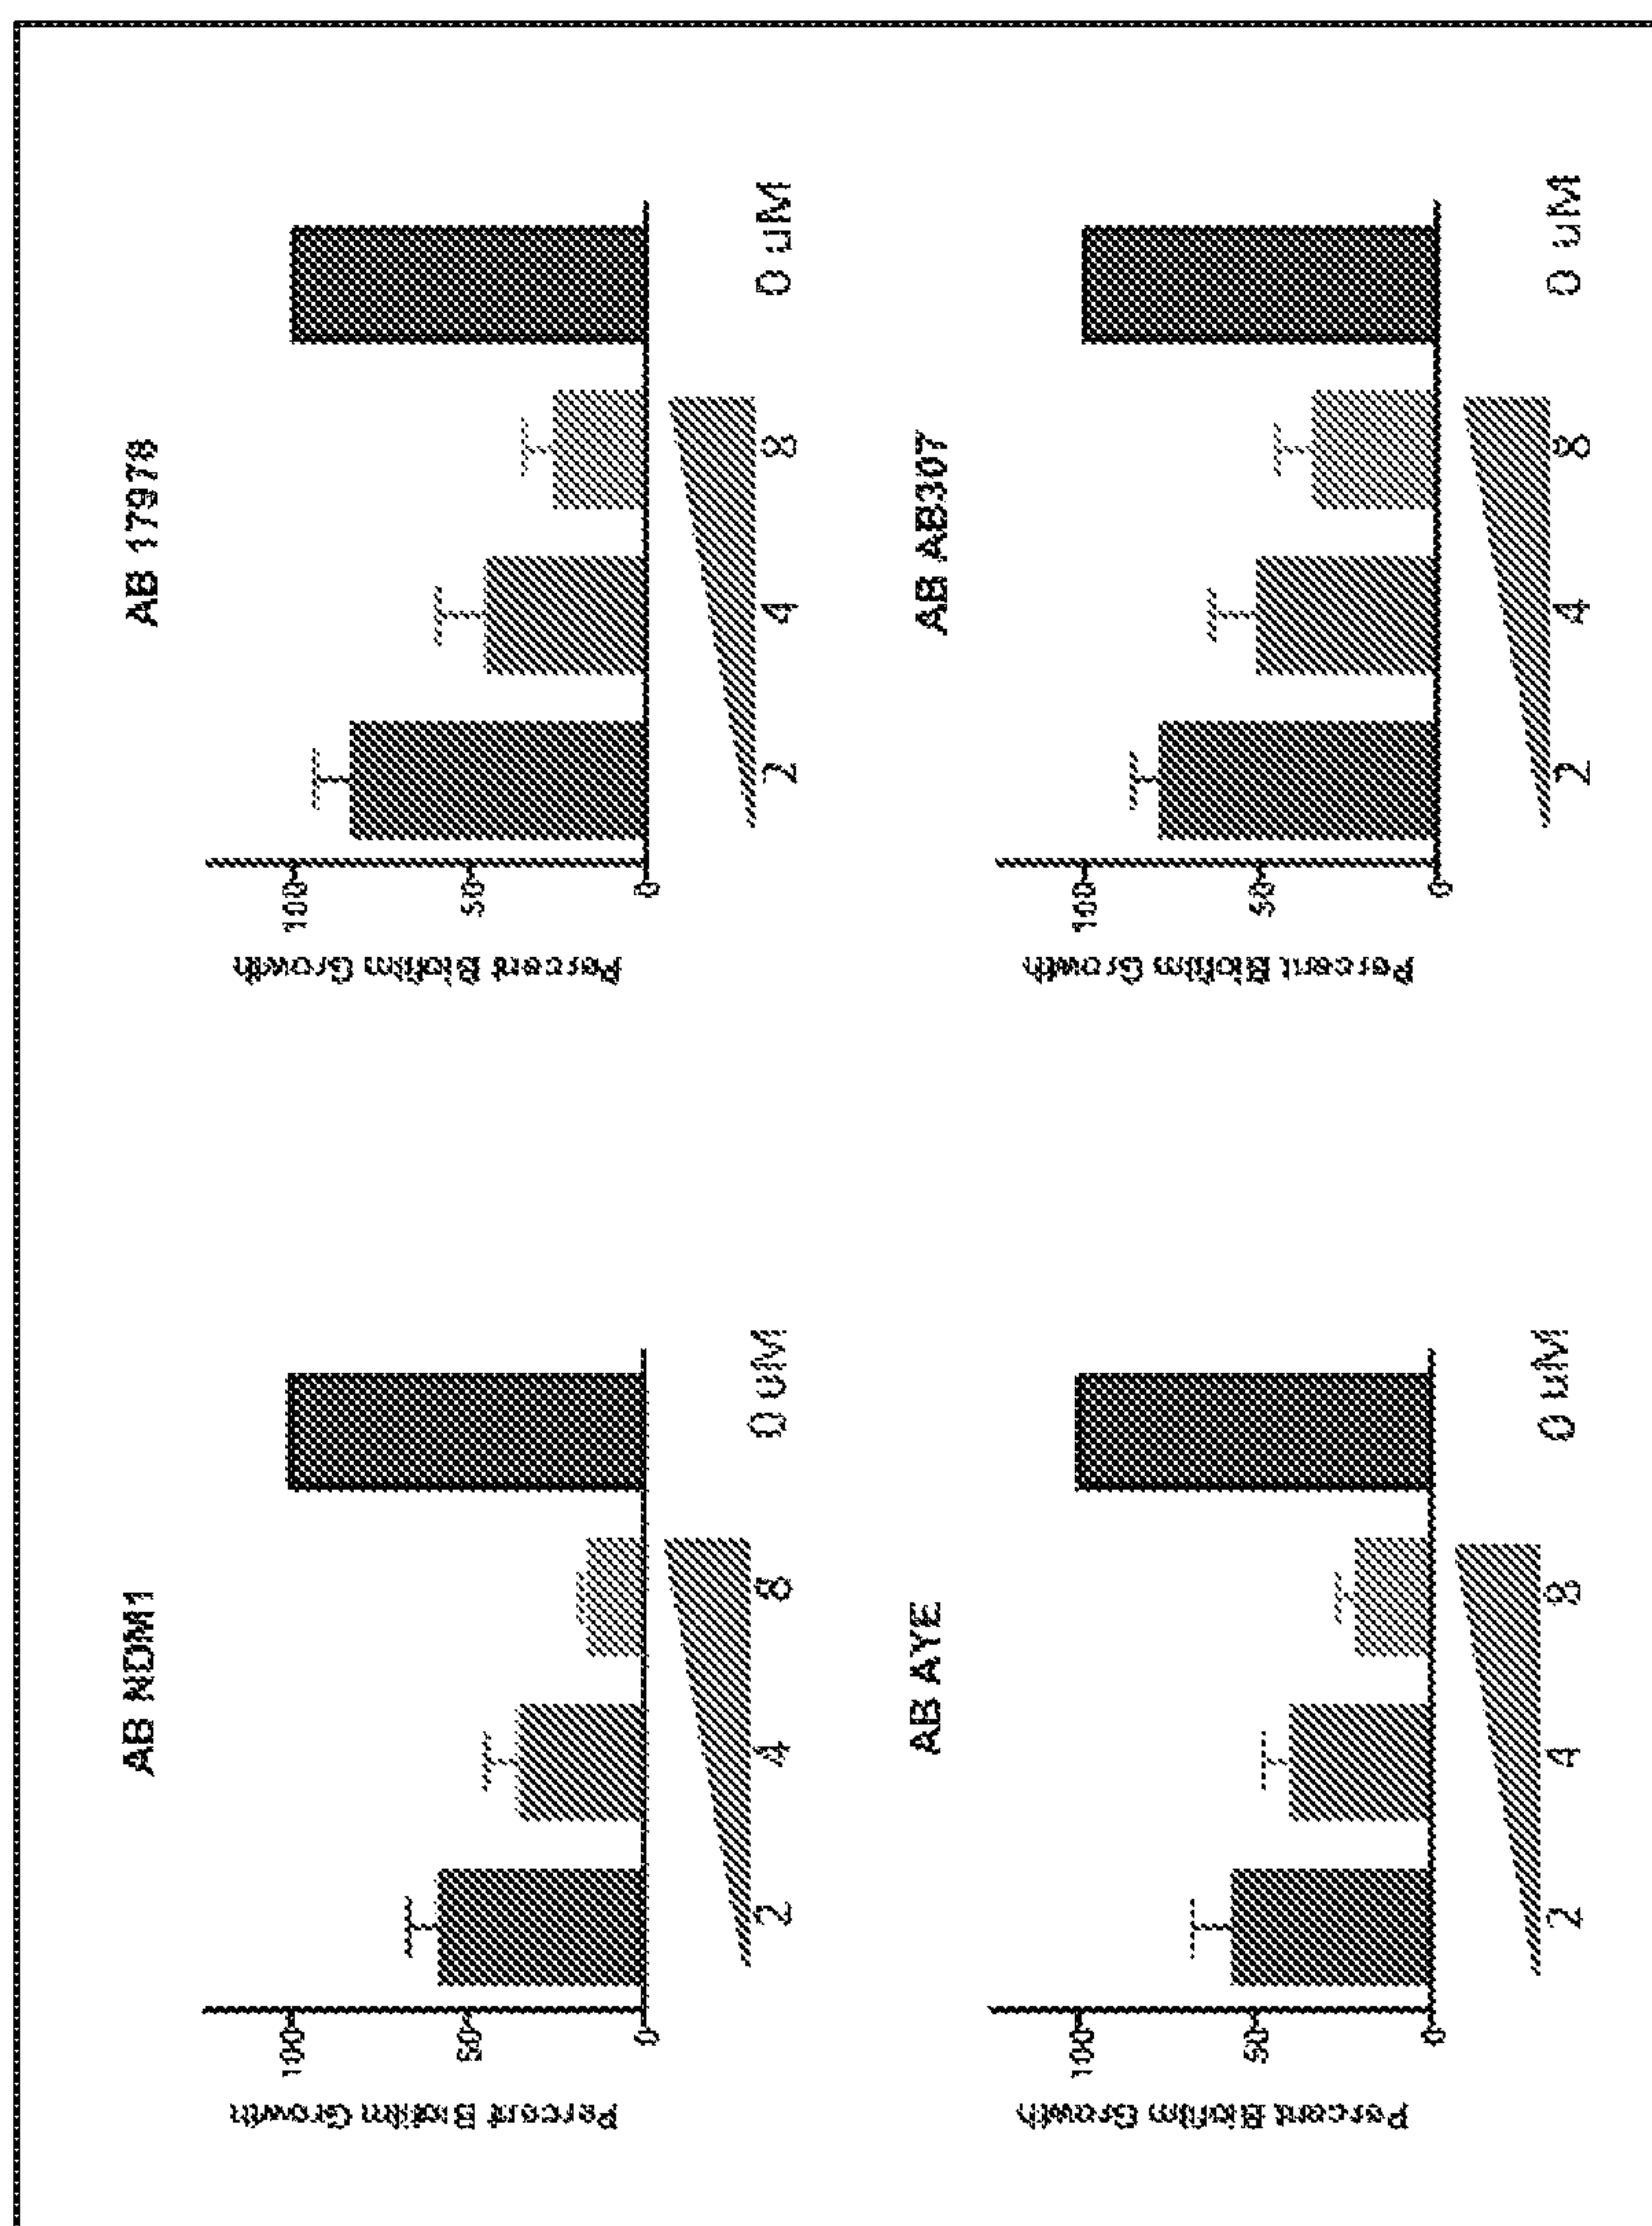 AB NDM1
Percent Biofilm Growth
100
50
0
2 4 8 0 uM
AB 17978
Percent Biofilm Growth
100
50
0
2 4 8 0 uM
AB AYE
Percent Biofilm Growth
100
50
0
2 4 8 0 uM
AB AB307
Percent Biofilm Growth
100
50
0
2 4 8 0 uM